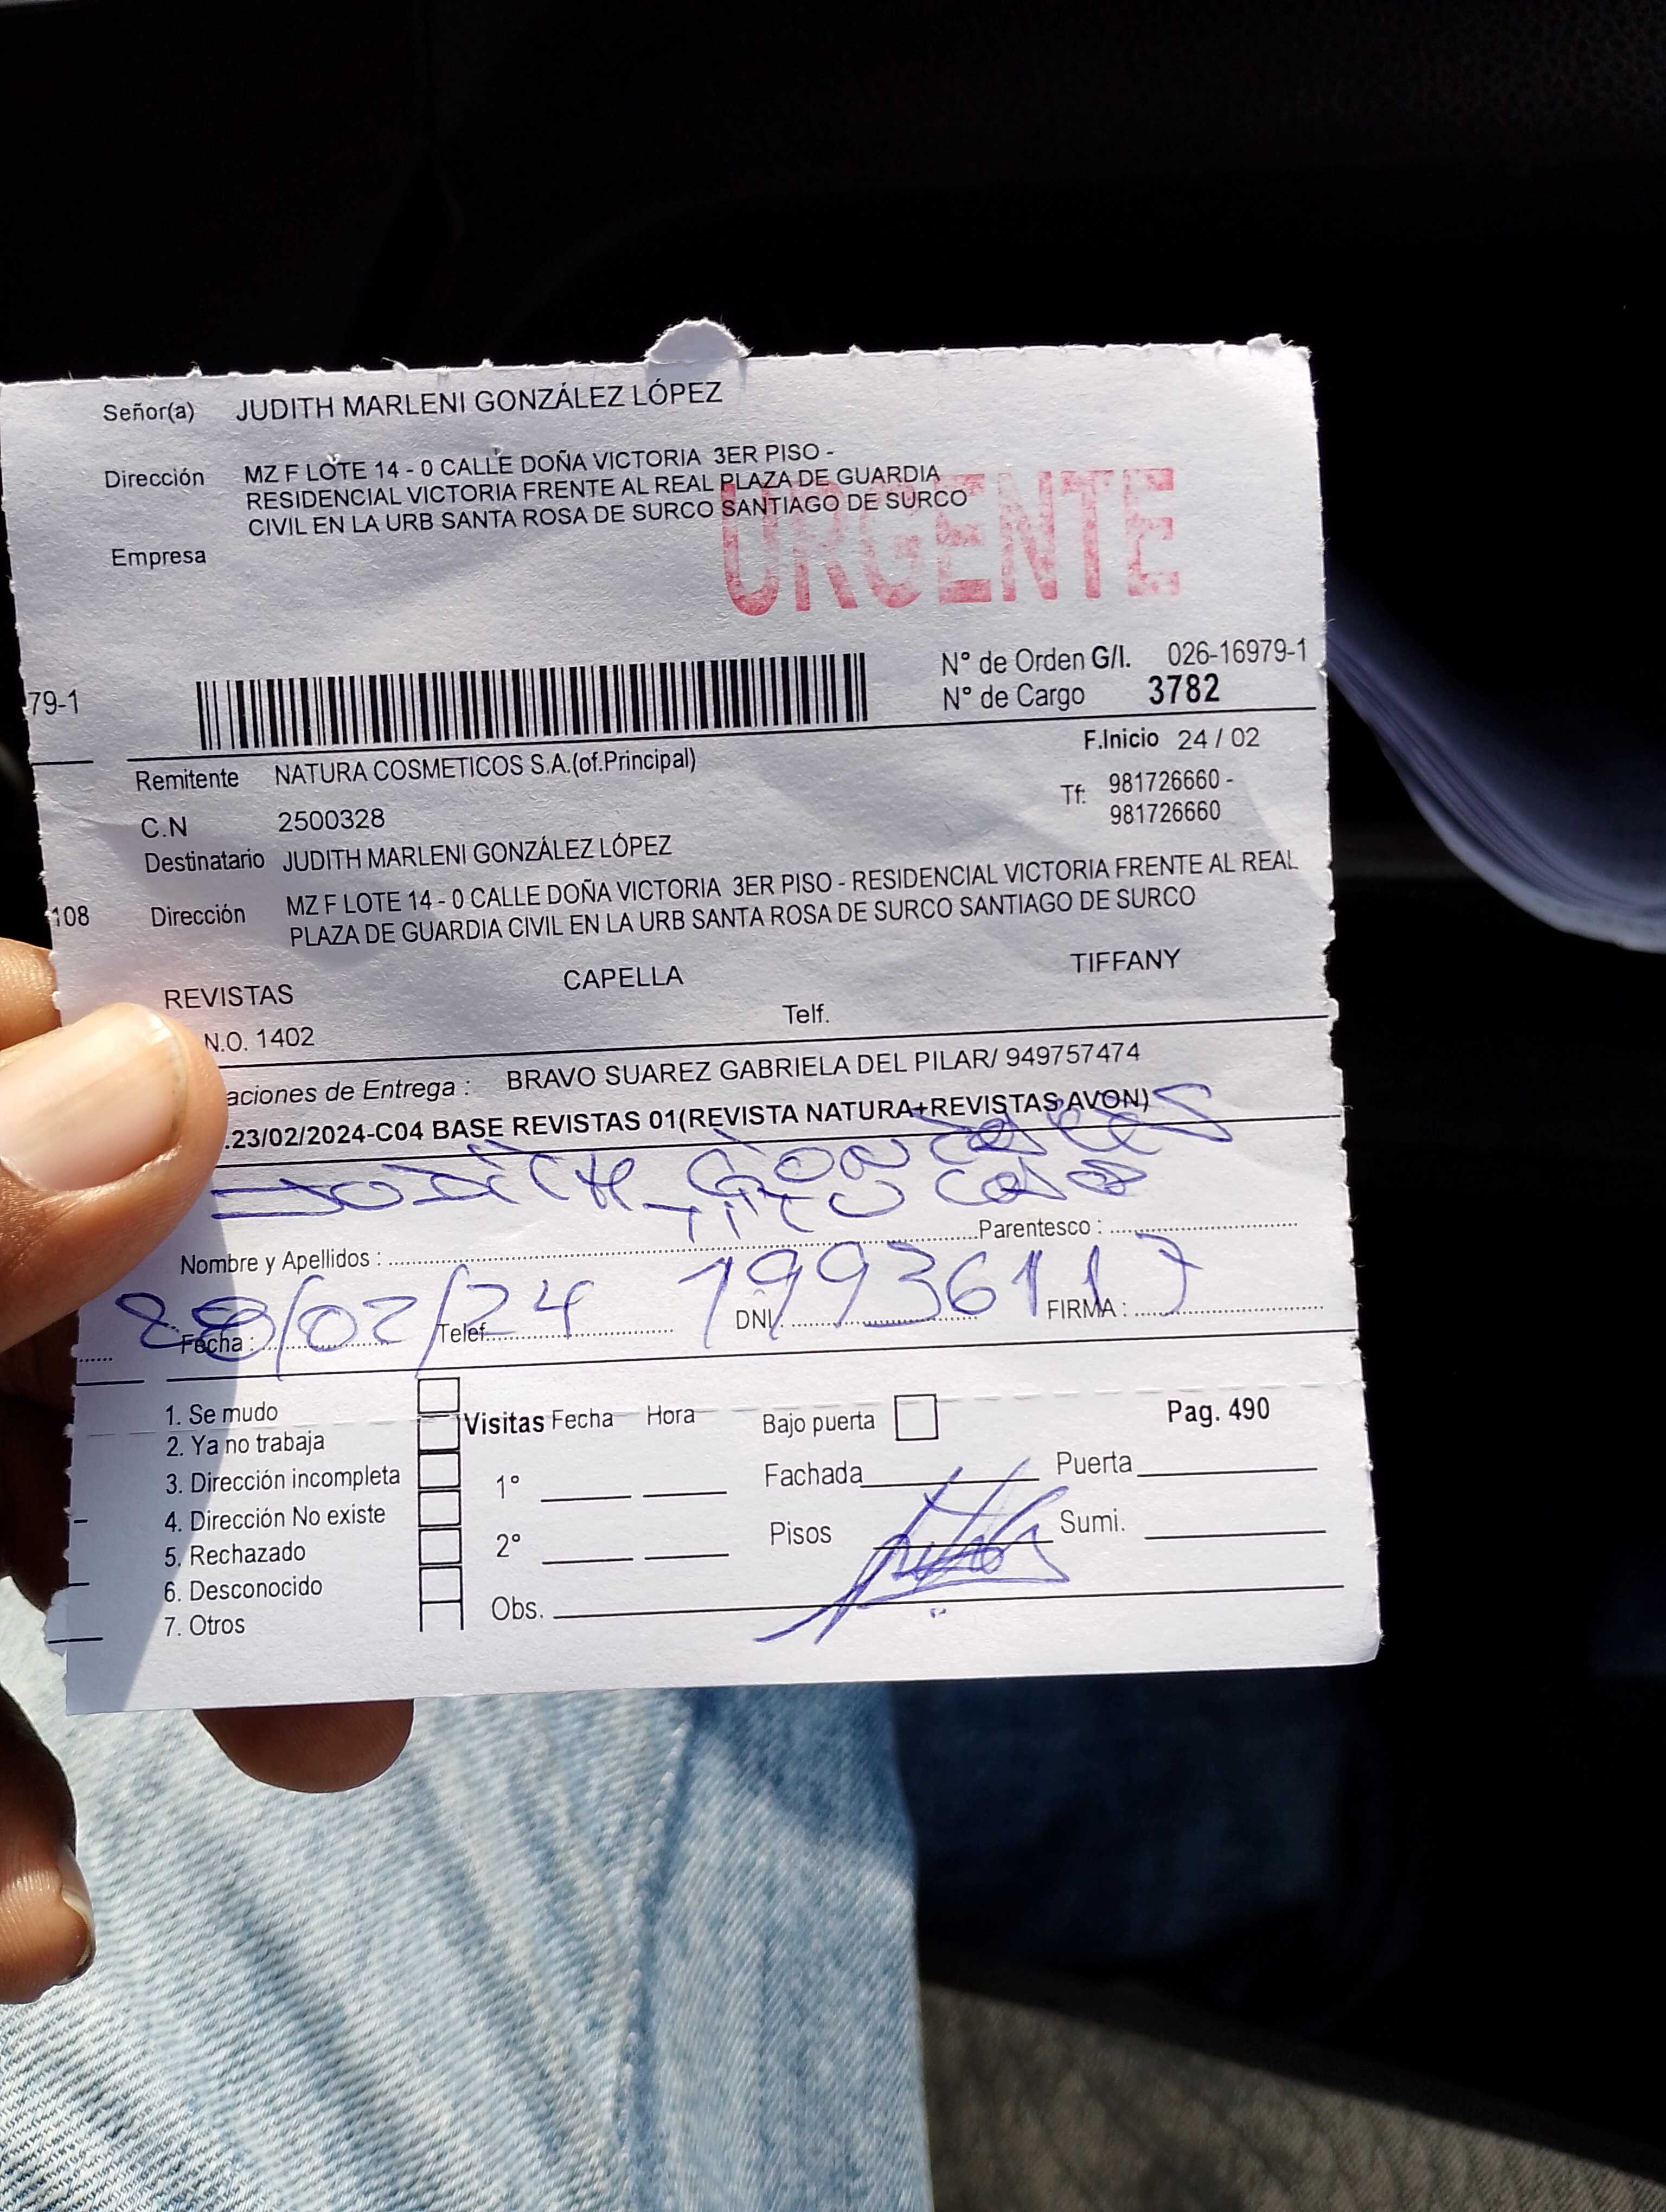 Señor(a) JUDITH MARLENI GONZÁLEZ LÓPEZ
Dirección MZ F LOTE 14 - 0 CALLE DOÑA VICTORIA 3ER PISO -
RESIDENCIAL VICTORIA FRENTE AL REAL PLAZA DE GUARDIA
CIVIL EN LA URB SANTA ROSA DE SURCO SANTIAGO DE SURCO
Empresa
URGENTE
N° de Orden G/I. 026-16979-1
79-1
N° de Cargo 3782
F.Inicio 24 / 02
Remitente NATURA COSMETICOS S.A.(of.Principal)
Tf: 981726660 -
981726660
C.N 2500328
Destinatario JUDITH MARLENI GONZÁLEZ LÓPEZ
108 Dirección MZ F LOTE 14 - 0 CALLE DOÑA VICTORIA 3ER PISO - RESIDENCIAL VICTORIA FRENTE AL REAL
PLAZA DE GUARDIA CIVIL EN LA URB SANTA ROSA DE SURCO SANTIAGO DE SURCO
REVISTAS CAPELLA TIFFANY
N.O. 1402 Telf.
aciones de Entrega : BRAVO SUAREZ GABRIELA DEL PILAR/ 949757474
.23/02/2024-C04 BASE REVISTAS 01(REVISTA NATURA+REVISTAS AVON)
Judith Gonzales
Nombre y Apellidos : Parentesco :
28/02/24 19936117
Fecha : Telef. DNI. FIRMA :
1. Se mudo
2. Ya no trabaja
3. Dirección incompleta
4. Dirección No existe
5. Rechazado
6. Desconocido
7. Otros
Visitas Fecha Hora
1°
2°
Obs.
Bajo puerta Pag. 490
Fachada Puerta
Pisos Sumi.